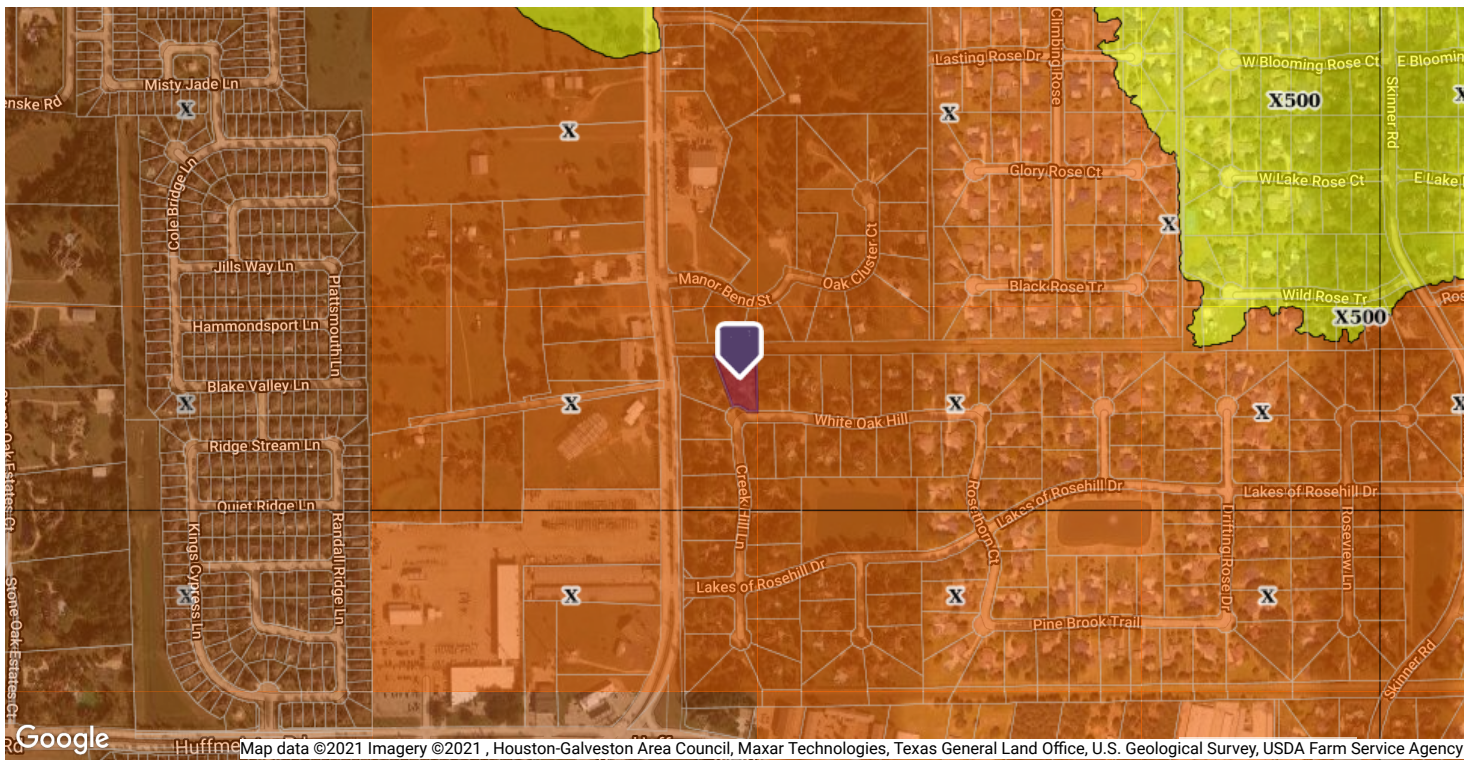 Lasting Rose Dr
Climbing Rose
W Blooming Rose Ct
E Bloomin
Misty Jade Ln
enske Rd
X
X
X
X500
X
Skinner Rd
Cole Bridge Ln
Glory Rose Ct
W Lake Rose Ct
E Lake
X
Jills Way Ln
Plattsmouth Ln
Manor Bend St
Oak Cluster Ct
Black Rose Tr
Wild Rose Tr
Ros
Hammondsport Ln
X500
Blake Valley Ln
X
X
X
X
X
White Oak Hill
Ridge Stream Ln
Creek Hill Ln
Rosethorn Ct
Lakes of Rosehill Dr
Lakes of Rosehill Dr
Quiet Ridge Ln
Drifting Rose Dr
Roseview Ln
Stone Oak Estates Ct
Kings Cypress Ln
Randall Ridge Ln
Lakes of Rosehill Dr
X
X
X
X
Stone Oak Estates Ct
Pine Brook Trail
Skinner Rd
Google
Rd
Map data ©2021 Imagery ©2021 , Houston-Galveston Area Council, Maxar Technologies, Texas General Land Office, U.S. Geological Survey, USDA Farm Service Agency